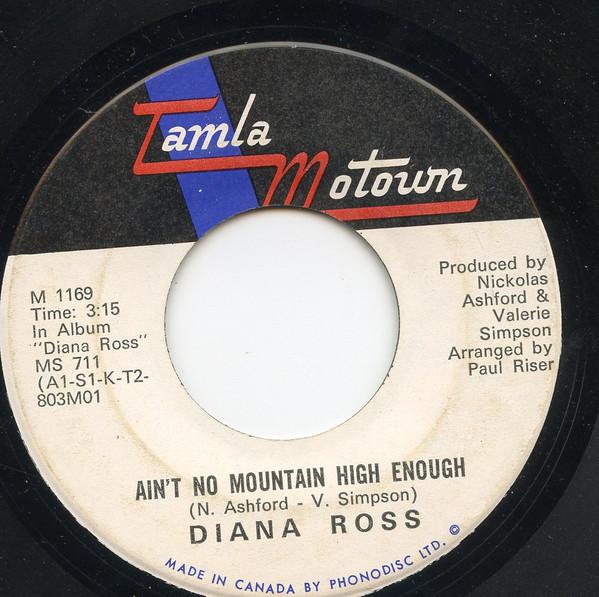 Tamla
Motown
M 1169
Time: 3:15
In Album
"Diana Ross"
MS 711
(A1-S1-K-T2-
803M01
Produced by
Nickolas
Ashford &
Valerie
Simpson
Arranged by
Paul Riser
AIN'T NO MOUNTAIN HIGH ENOUGH
(N. Ashford - V. Simpson)
DIANA ROSS
MADE IN CANADA BY PHONODISC LTD. ©